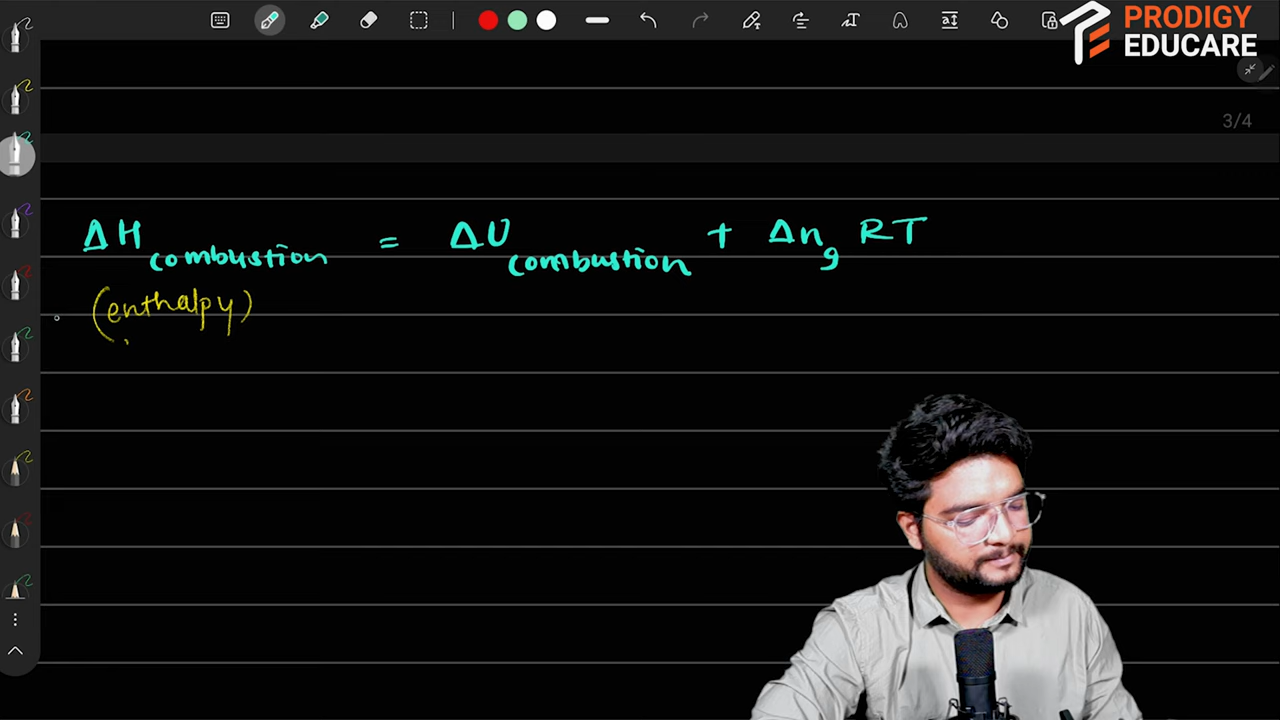 PRODIGY
EDUCARE
3/4
ΔH combustion = ΔU combustion + Δn g RT
(enthalpy)